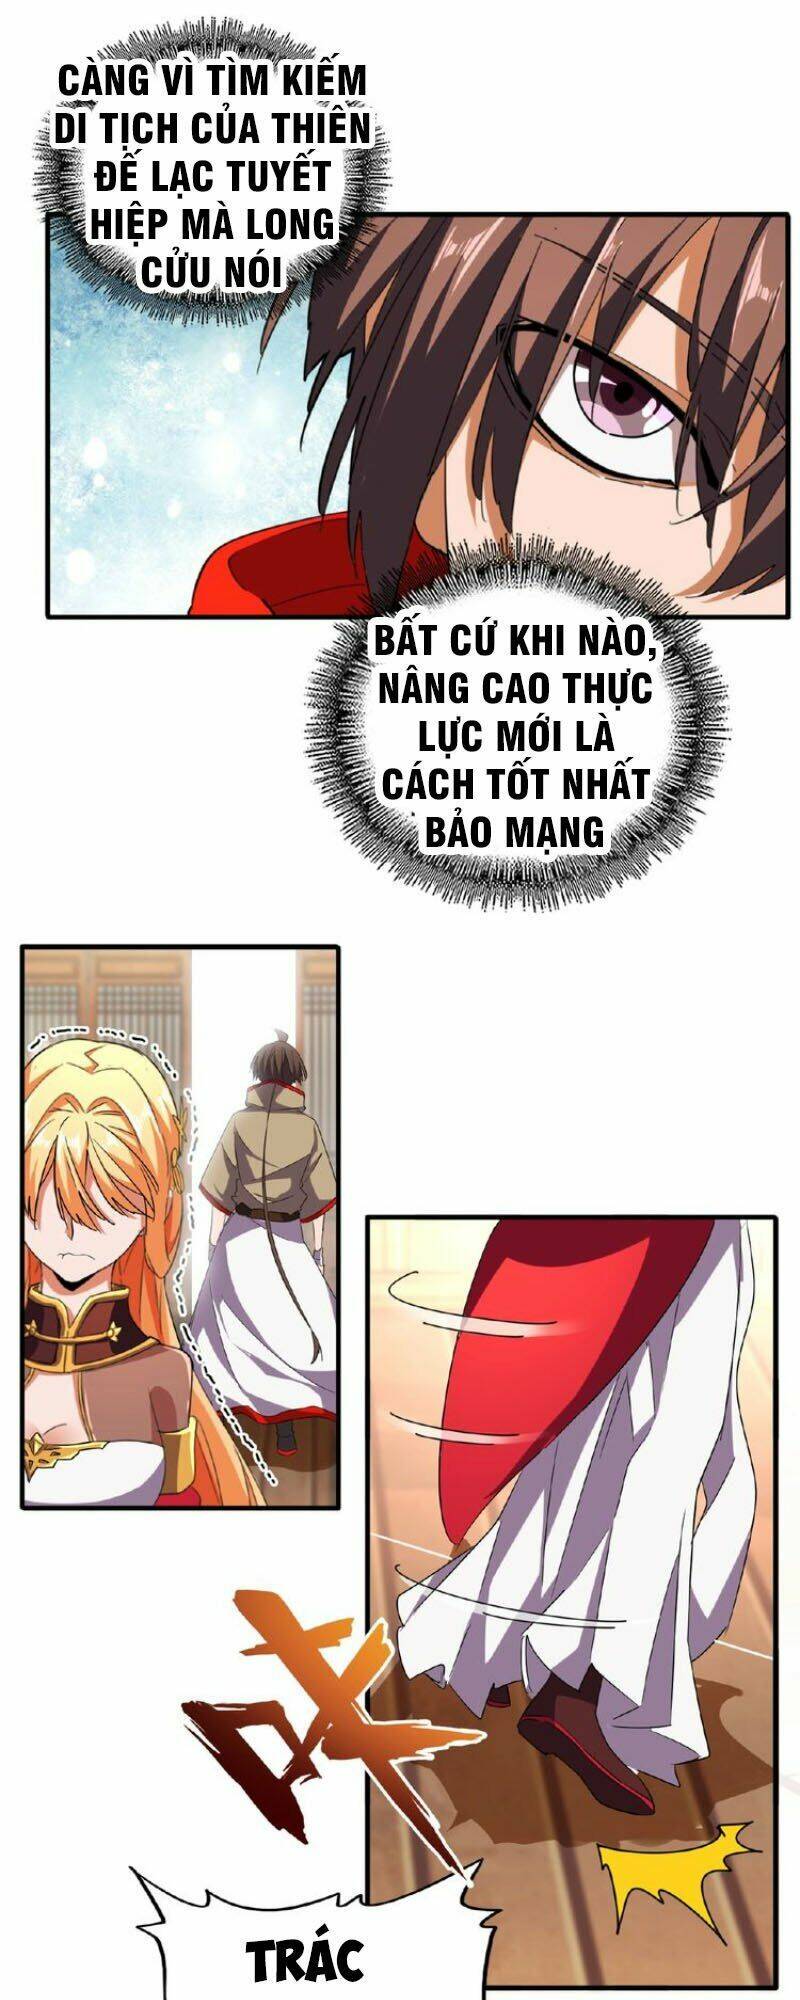 CÀNG VÌ TÌM KIẾM
DI TỊCH CỦA THIÊN
ĐẾ LẠC TUYẾT
HIỆP MÀ LONG
CỬU NÓI
BẤT CỨ KHI NÀO,
NÂNG CAO THỰC
LỰC MỚI LÀ
CÁCH TỐT NHẤT
BẢO MẠNG
TRÁC